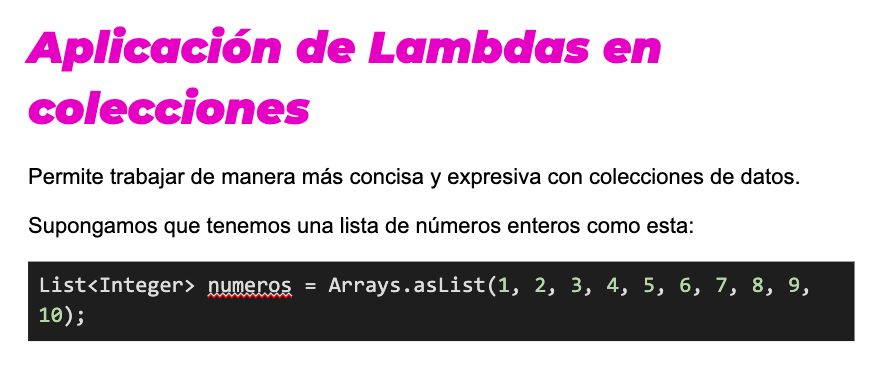 Aplicación de Lambdas en
colecciones
Permite trabajar de manera más concisa y expresiva con colecciones de datos.
Supongamos que tenemos una lista de números enteros como esta:
List<Integer> numeros = Arrays.asList(1, 2, 3, 4, 5, 6, 7, 8, 9,
10);